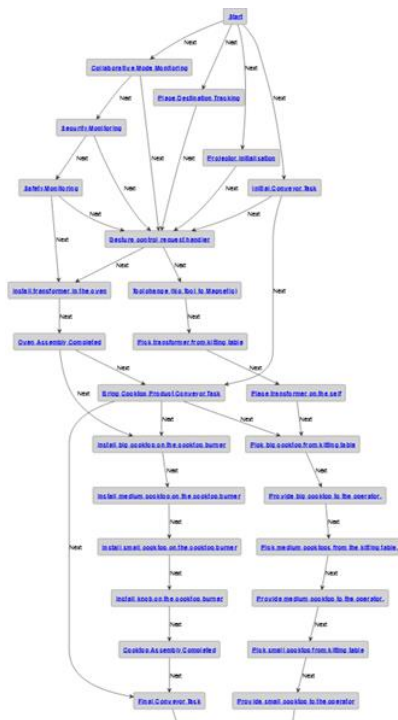 Start
Next Next
Next Next
Collaborative Mode Monitoring
Next
Place Destination Tracking
Security Monitoring
Next
Next
Next
Next
Projector Initialisation
Next
Safety Monitoring
Initial Conveyor Task
Next
Next
Gesture control request handler
Next
Next
Next
Next
Install transformer in the oven
Toolchange (No Tool to Magnetic)
Next
Next
Oven Assembly Completed
Pick transformer from kitting table
Next
Next
Next
Bring Cooktop Product Conveyor Task
Place transformer on the
Next
Next
Next
Install big cooktop on the cooktop burner
Pick big cooktop from kitting table
Next
Next
Install medium cooktop on the cooktop burner
Provide big cooktop to the operator.
Next
Next
Next
Install small cooktop on the cooktop burner
Pick medium cooktops from the kitting table.
Next
Next
Install knob on the cooktop burner
Provide medium cooktop to the operator.
Next
Next
Cooktop Assembly Completed
Pick small cooktop from kitting table
Next
Next
Final Conveyor Task
Provide small cooktop to the operator